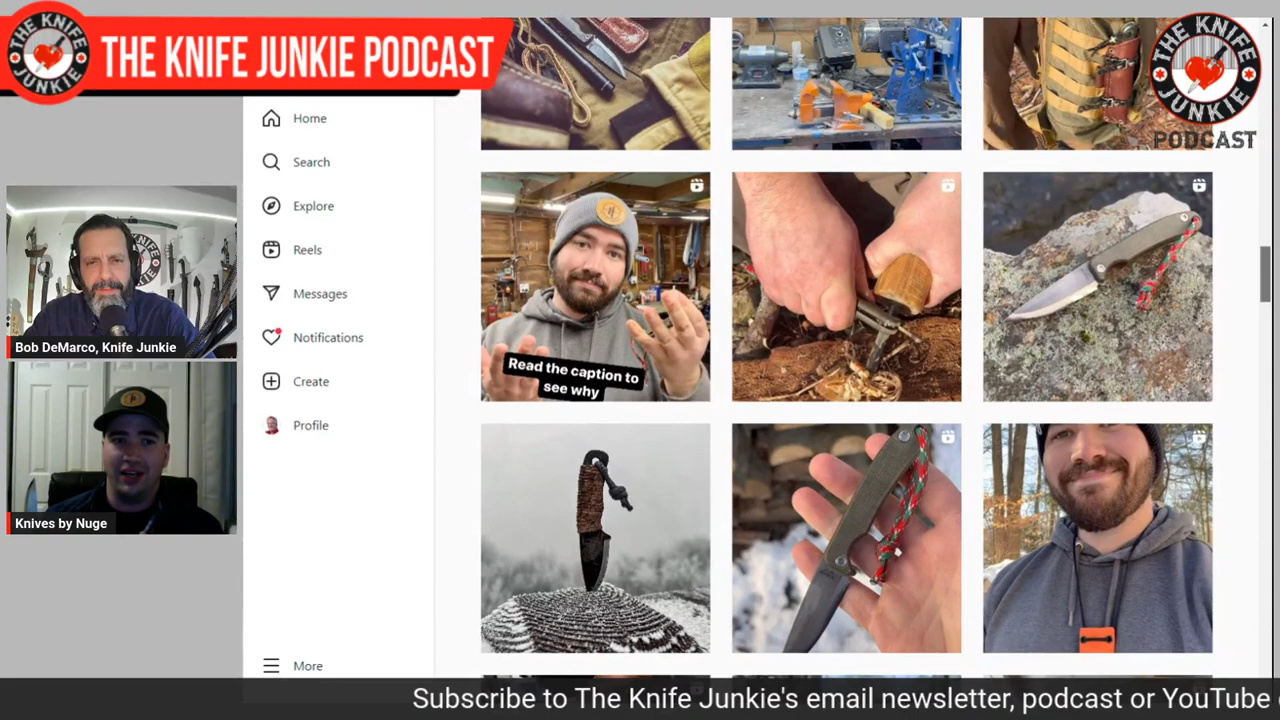 THE KNIFE JUNKIE
THE KNIFE JUNKIE PODCAST
THE KNIFE JUNKIE
PODCAST
Home
Search
Explore
Reels
Messages
Notifications
Create
Profile
More
KNIFE
JUNKIE
Bob DeMarco, Knife Junkie
Knives by Nuge
Read the caption to
see why
Subscribe to The Knife Junkie's email newsletter, podcast or YouTube